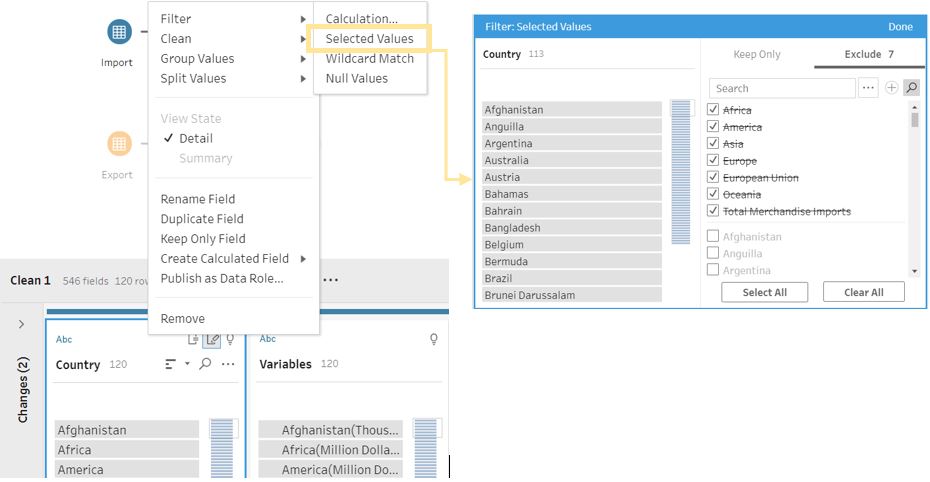 Import
Export
Filter
Clean
Group Values
Split Values
View State
Detail
Summary
Rename Field
Duplicate Field
Keep Only Field
Create Calculated Field
Publish as Data Role...
Remove
Calculation...
Selected Values
Wildcard Match
Null Values
Clean 1 546 fields 120
Changes (2)
Abc
Country 120
Afghanistan
Africa
America
Abc
Variables 120
Afghanistan(Thous...
Africa(Million Dolla...
America(Million Do...
Filter: Selected Values Done
Country 113
Afghanistan
Anguilla
Argentina
Australia
Austria
Bahamas
Bahrain
Bangladesh
Belgium
Bermuda
Brazil
Brunei Darussalam
Keep Only Exclude 7
Search
Africa
America
Asia
Europe
European Union
Oceania
Total Merchandise Imports
Afghanistan
Anguilla
Argentina
Select All Clear All